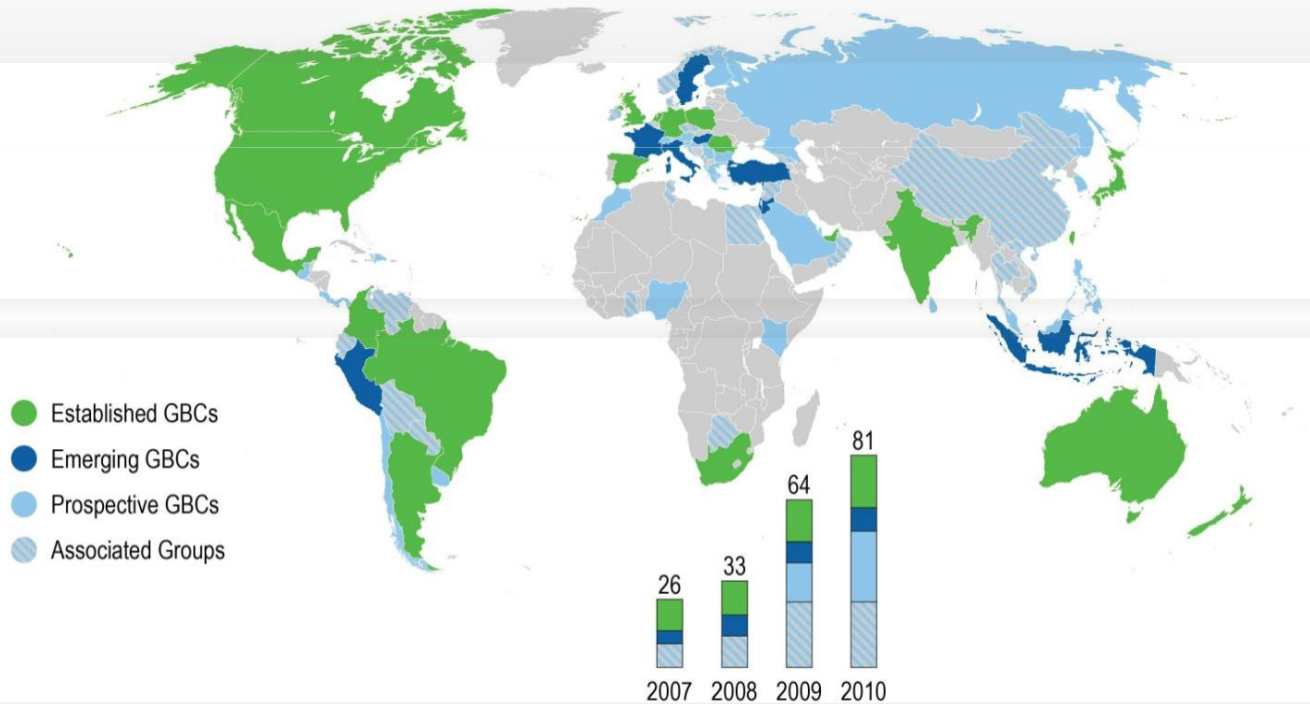 Established GBCs
Emerging GBCs
Prospective GBCs
Associated Groups
26
33
64
81
2007
2008
2009
2010